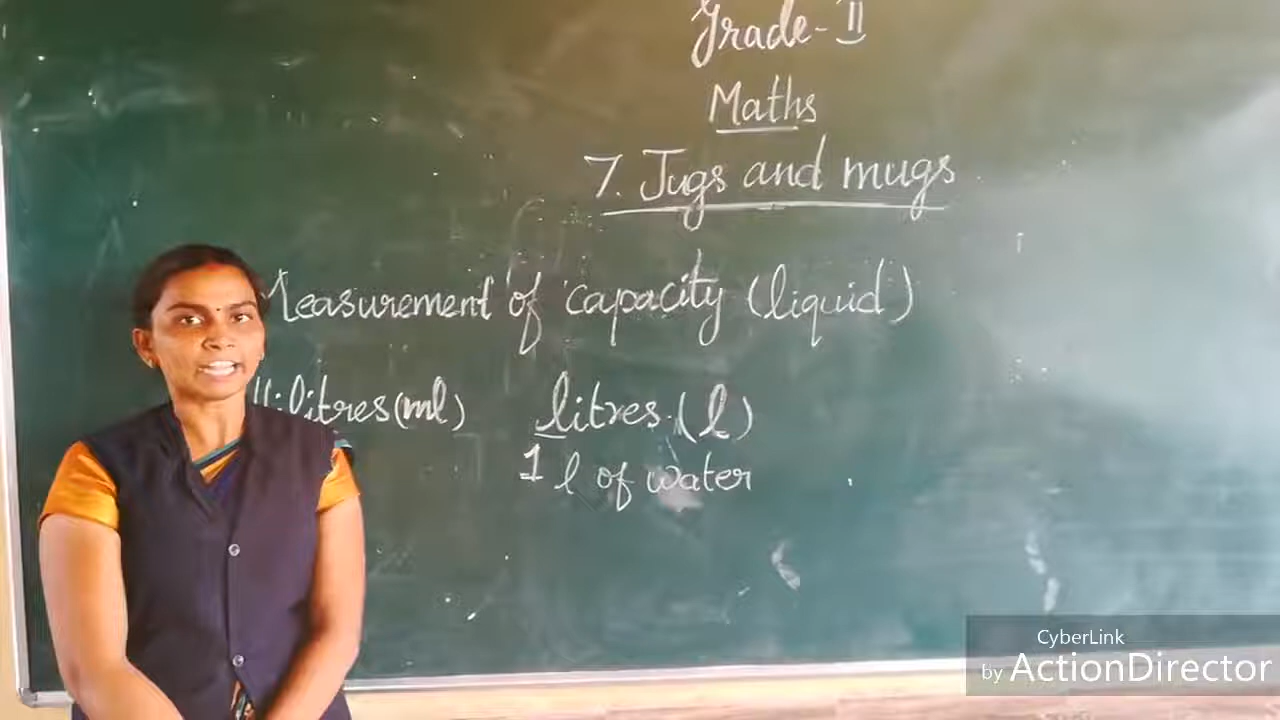 Grade-II
Maths
7. Jugs and mugs
Measurement of capacity (liquid)
litres(ml) litres (l)
1 l of water
CyberLink
by ActionDirector